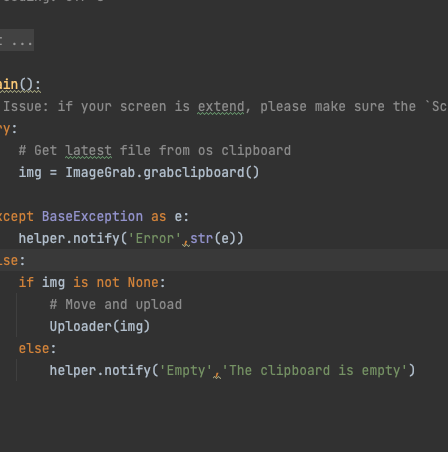 ...
ain():
Issue: if your screen is extend, please make sure the `Sc
ry:
# Get latest file from os clipboard
img = ImageGrab.grabclipboard()
xcept BaseException as e:
helper.notify('Error',str(e))
lse:
if img is not None:
# Move and upload
Uploader(img)
else:
helper.notify('Empty','The clipboard is empty')